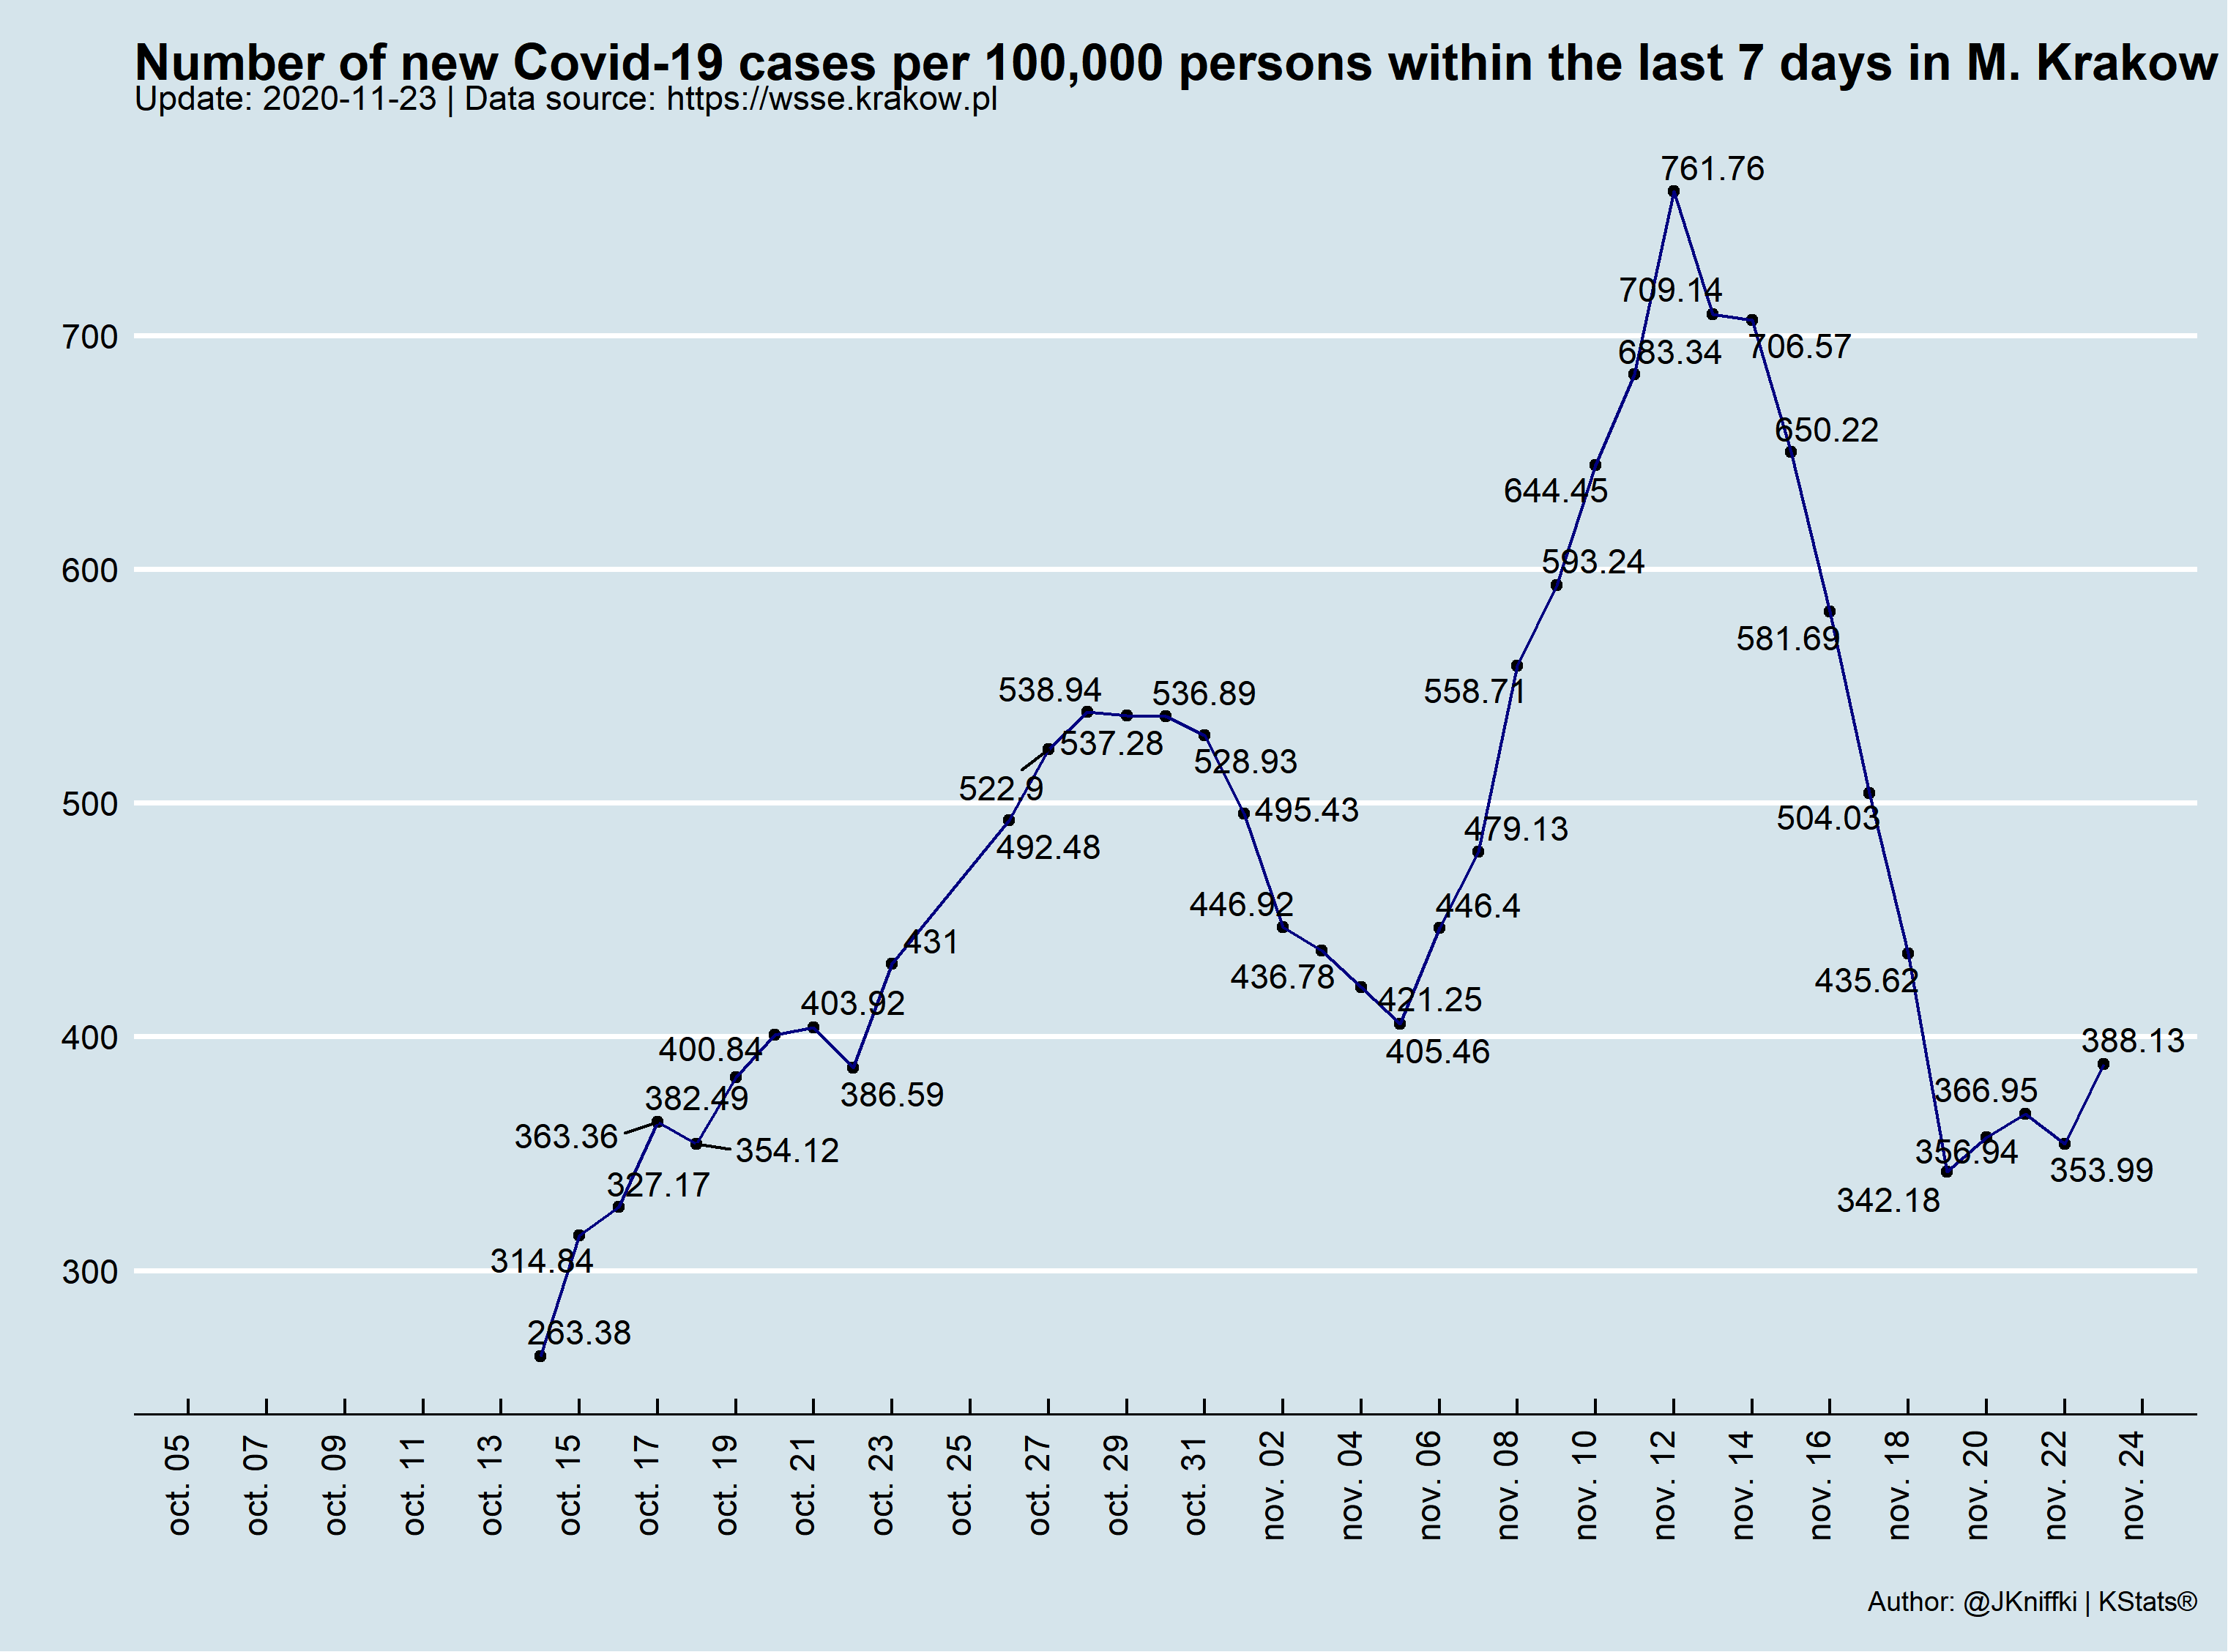 Number of new Covid-19 cases per 100,000 persons within the last 7 days in M. Krakow
Update: 2020-11-23 | Data source: https://wsse.krakow.pl
761.76
709.14
700
683.34
706.57
650.22
644.45
593.24
600
581.69
558.71
538.94
536.89
537.28
528.93
522.9
500
495.43
504.03
479.13
492.48
446.92
446.4
431
436.78
435.62
421.25
403.92
400
388.13
400.84
405.46
382.49
386.59
366.95
363.36
354.12
356.94
353.99
327.17
342.18
314.84
300
263.38
oct. 05
oct. 07
oct. 09
oct. 11
oct. 13
oct. 15
oct. 17
oct. 19
oct. 21
oct. 23
oct. 25
oct. 27
oct. 29
oct. 31
nov. 02
nov. 04
nov. 06
nov. 08
nov. 10
nov. 12
nov. 14
nov. 16
nov. 18
nov. 20
nov. 22
nov. 24
Author: @JKniffki | KStats®